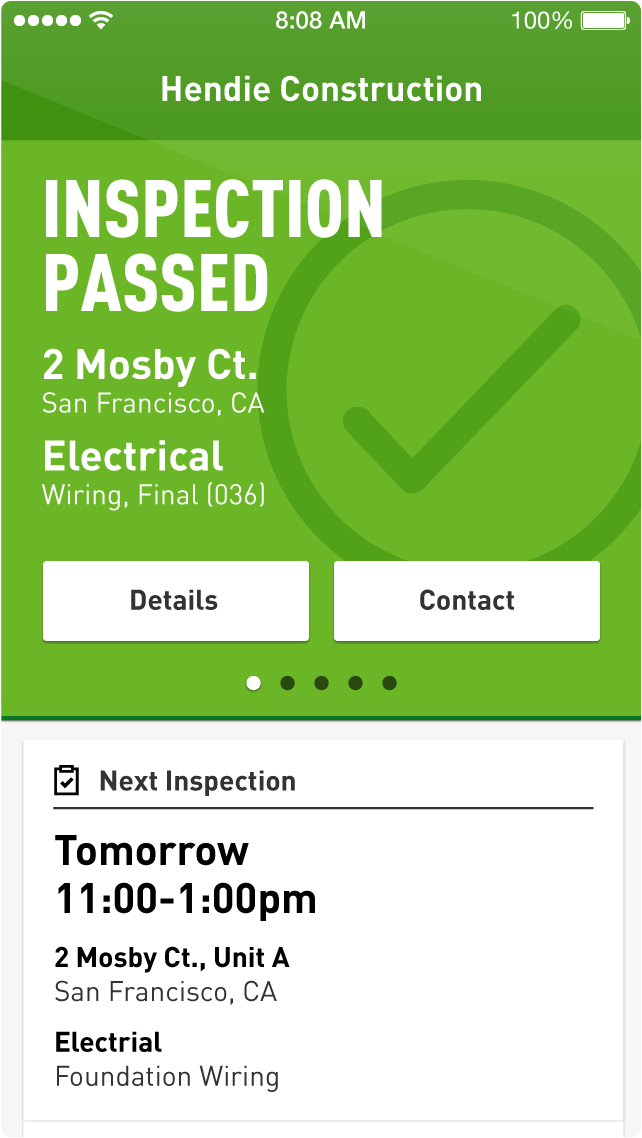 8:08 AM 100%
Hendie Construction
INSPECTION
PASSED
2 Mosby Ct.
San Francisco, CA
Electrical
Wiring, Final (036)
Details Contact
Next Inspection
Tomorrow
11:00-1:00pm
2 Mosby Ct., Unit A
San Francisco, CA
Electrial
Foundation Wiring